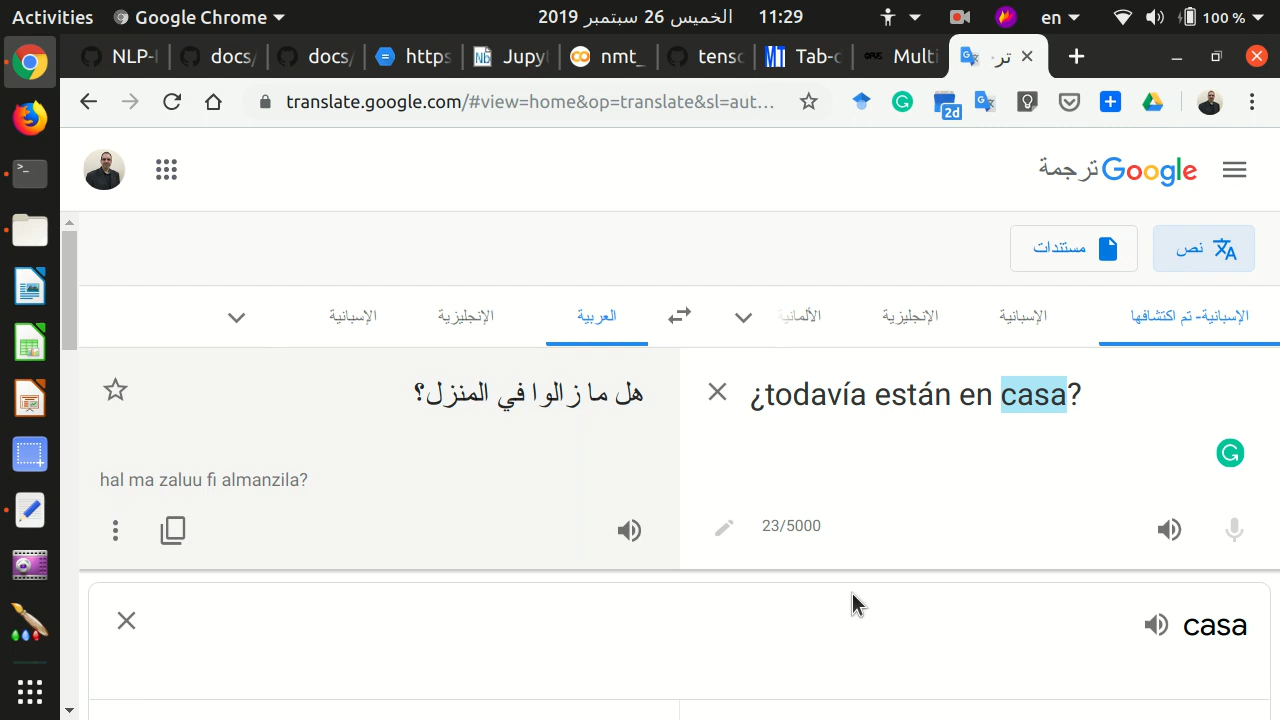 Activities
Google Chrome
الخميس 26 سبتمبر 2019
11:29
en
100 %
NLP-
docs/
docs/
https
Jupy
nmt_
tenso
Tab-c
Multi
تر
translate.google.com/#view=home&op=translate&sl=aut...
2d
Google ترجمة
نص
مستندات
الإسبانية- تم اكتشافها
الإسبانية
الإنجليزية
الألمانية
العربية
الإنجليزية
الإسبانية
¿todavía están en casa?
هل ما زالوا في المنزل؟
hal ma zaluu fi almanzila?
23/5000
casa